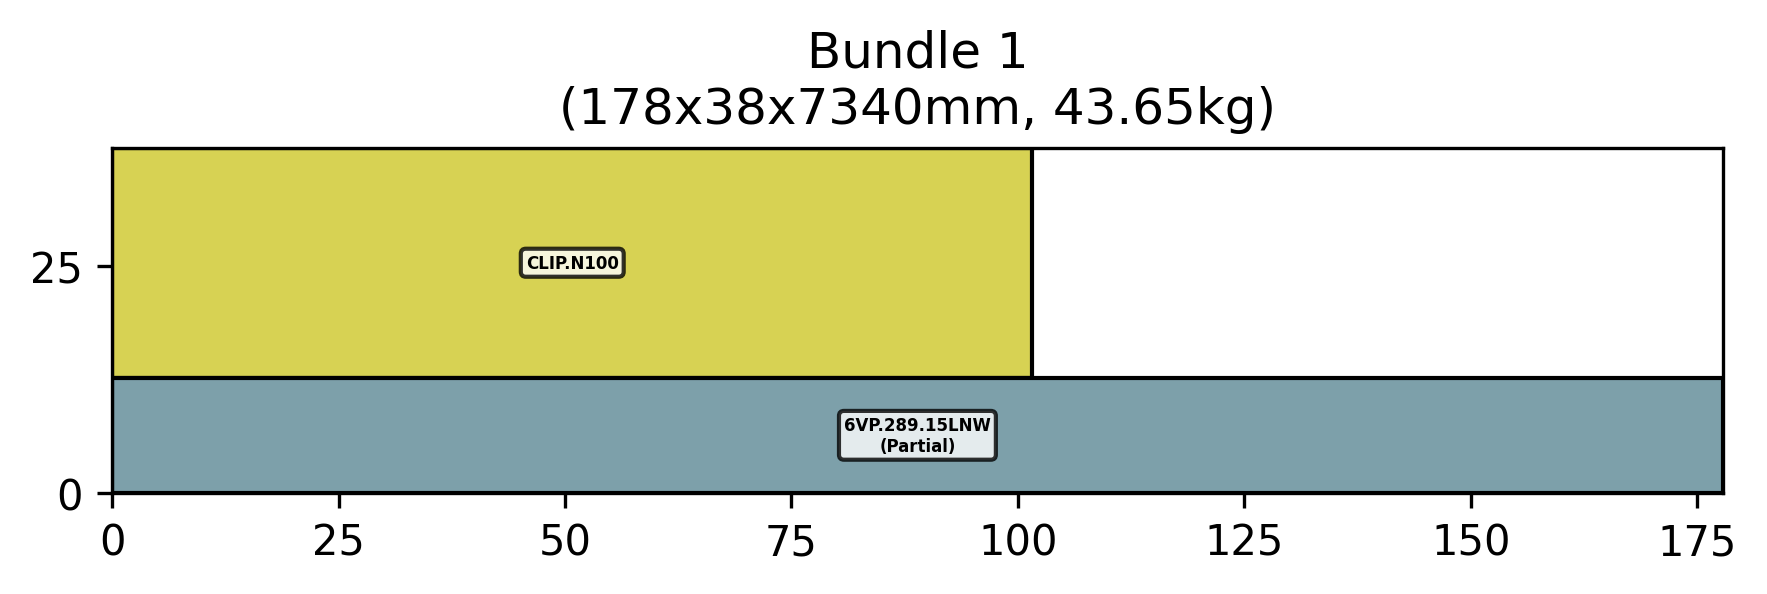 Bundle 1
(178x38x7340mm, 43.65kg)
25
CLIP.N100
6VP.289.15LNW
(Partial)
0
0 25 50 75 100 125 150 175